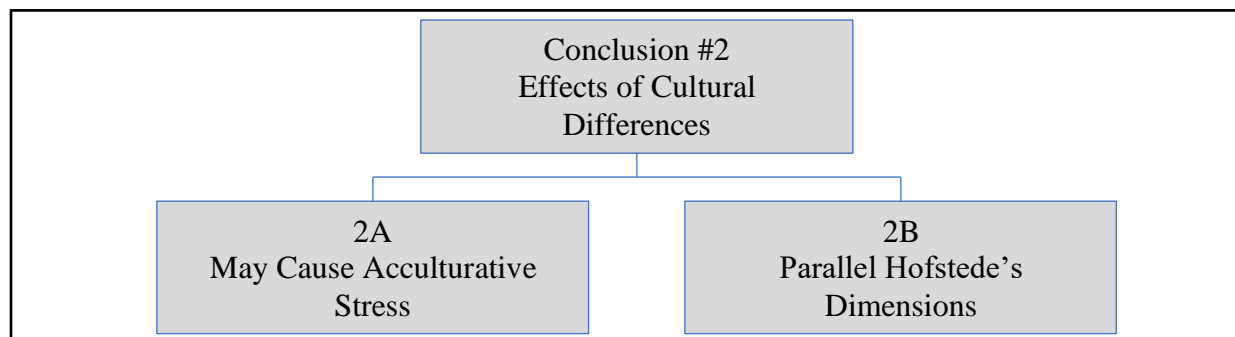 Conclusion #2
Effects of Cultural
Differences
2A
May Cause Acculturative
Stress
2B
Parallel Hofstede’s
Dimensions